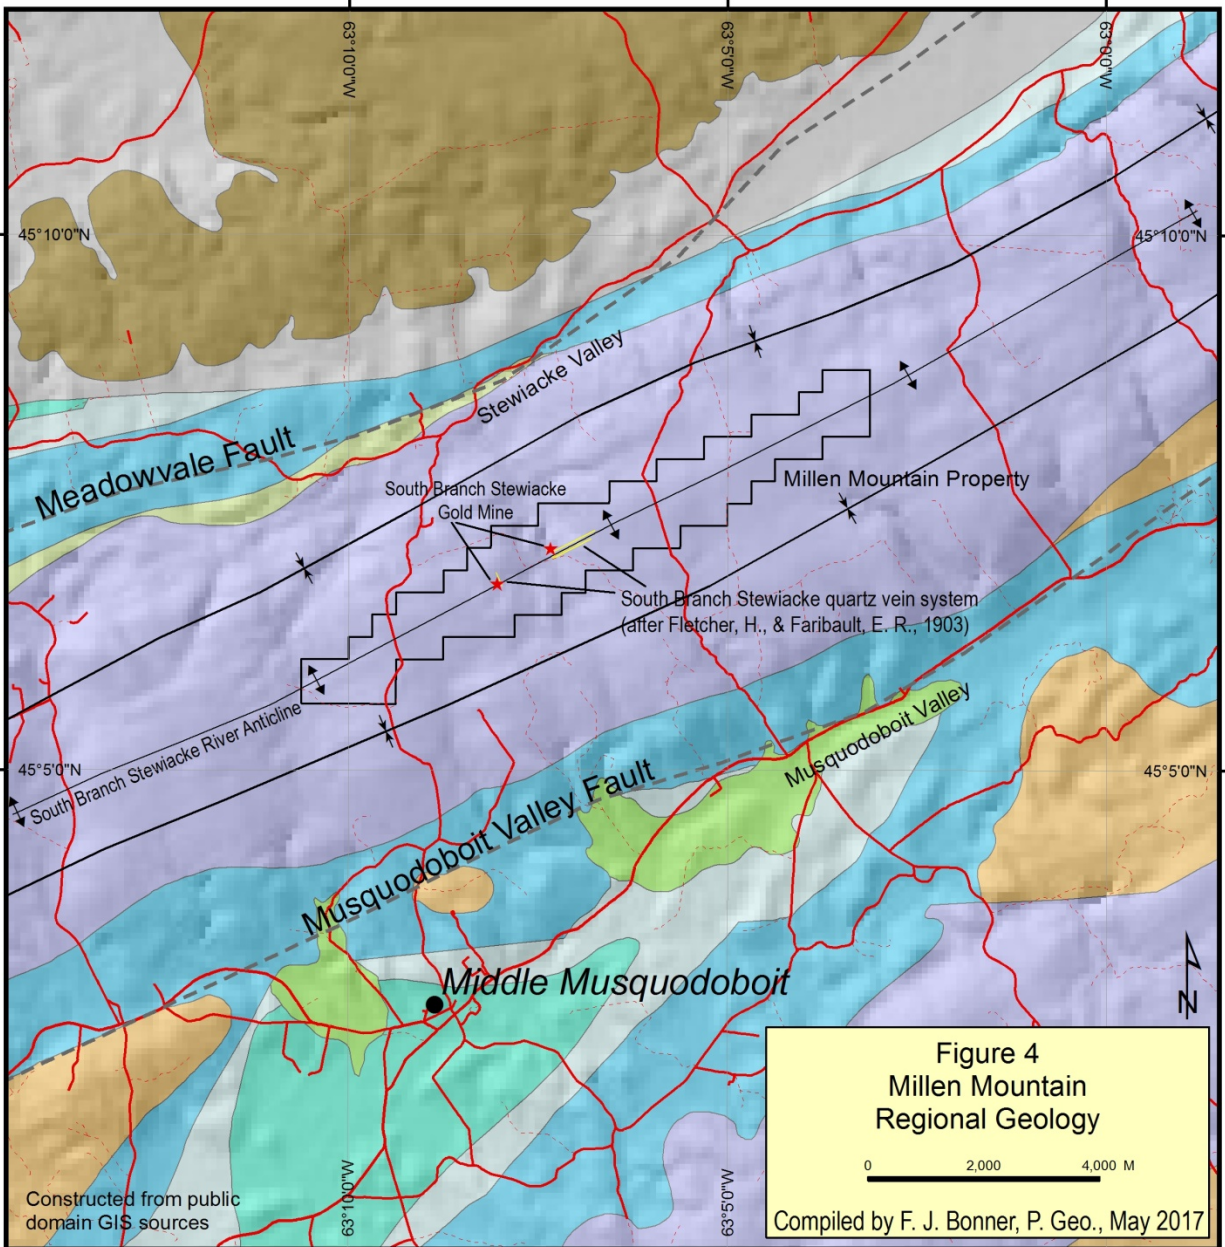 63°10'0"W
63°5'0"W
63°0'0"W
45°10'0"N
45°10'0"N
Stewiacke Valley
Meadowvale Fault
South Branch Stewiacke
Gold Mine
Millen Mountain Property
South Branch Stewiacke quartz vein system
(after Fletcher, H., & Faribault, E. R., 1903)
South Branch Stewiacke River Anticline
45°5'0"N
45°5'0"N
Musquodoboit Valley
Musquodoboit Valley Fault
Middle Musquodoboit
N
Figure 4
Millen Mountain
Regional Geology
0 2,000 4,000 M
Compiled by F. J. Bonner, P. Geo., May 2017
63°10'0"W
63°5'0"W
Constructed from public
domain GIS sources